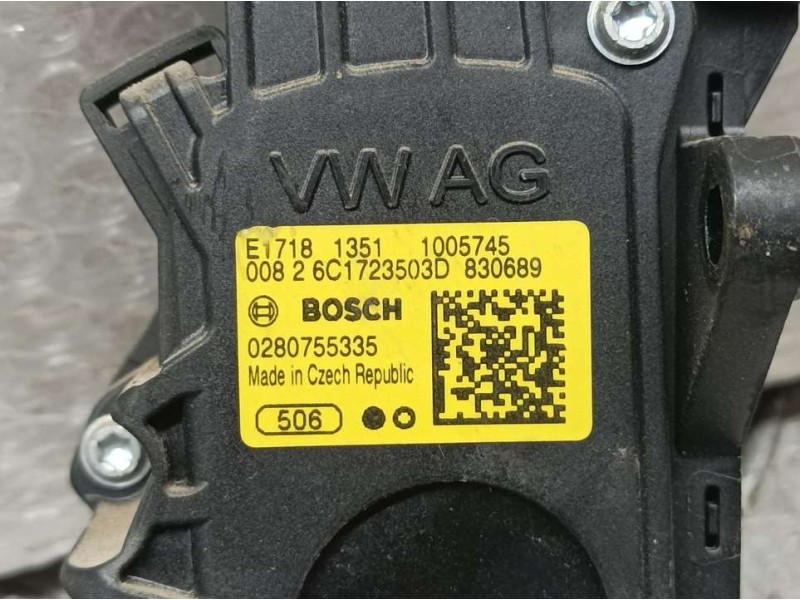 VW AG
E1718 1351 1005745
008 2 6C1723503D 830689
BOSCH
0280755335
Made in Czech Republic
506